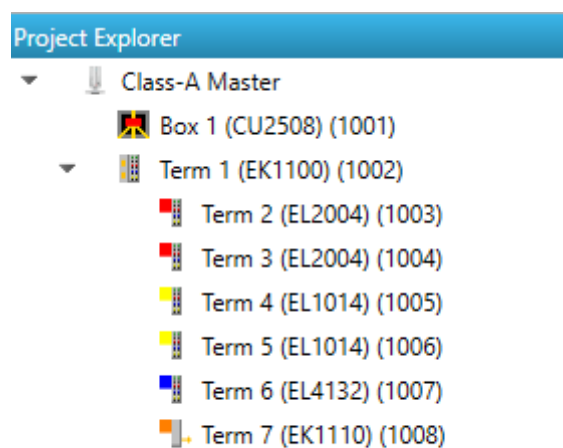 Project Explorer
Class-A Master
Box 1 (CU2508) (1001)
Term 1 (EK1100) (1002)
Term 2 (EL2004) (1003)
Term 3 (EL2004) (1004)
Term 4 (EL1014) (1005)
Term 5 (EL1014) (1006)
Term 6 (EL4132) (1007)
Term 7 (EK1110) (1008)